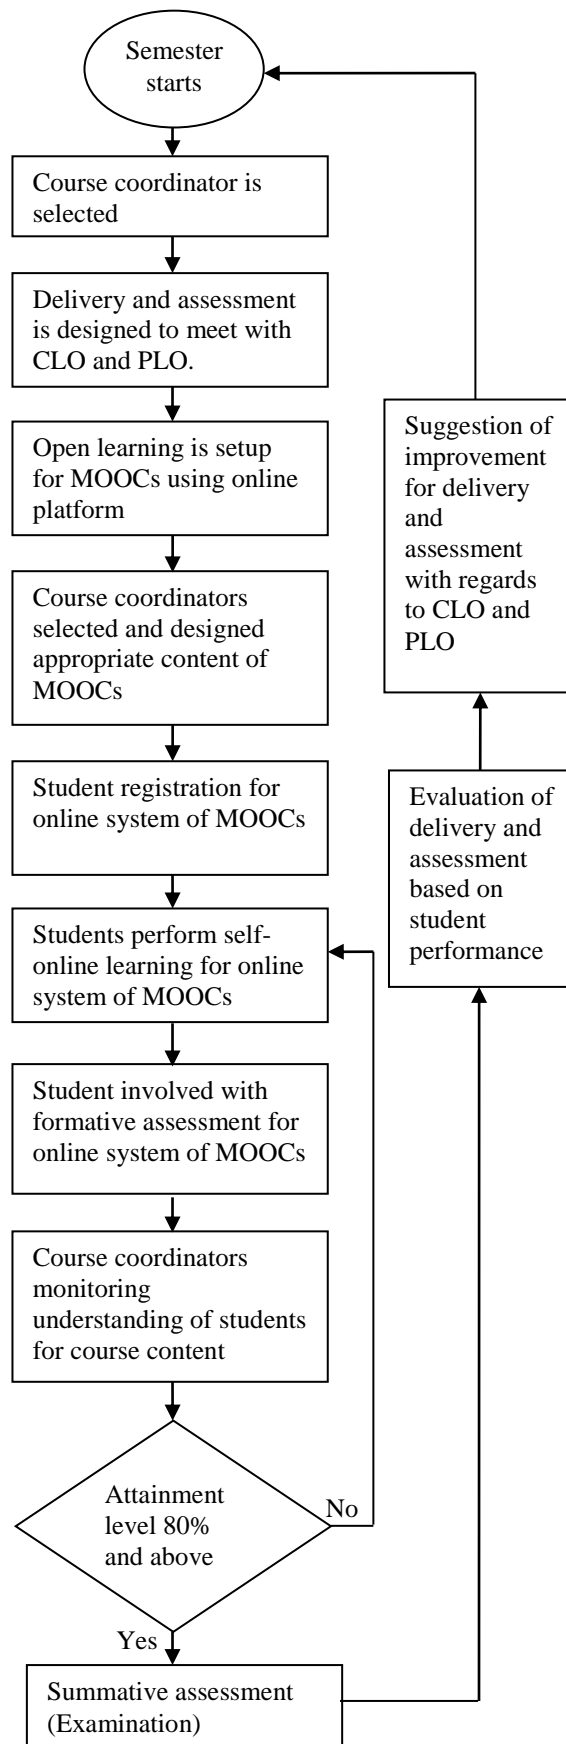 Semester
starts
Course coordinator is
selected
Delivery and assessment
is designed to meet with
CLO and PLO.
Open learning is setup
for MOOCs using online
platform
Course coordinators
selected and designed
appropriate content of
MOOCs
Student registration for
online system of MOOCs
Students perform self-
online learning for online
system of MOOCs
Student involved with
formative assessment for
online system of MOOCs
Course coordinators
monitoring
understanding of students
for course content
Attainment
level 80%
and above
No
Yes
Summative assessment
(Examination)
Evaluation of
delivery and
assessment
based on
student
performance
Suggestion of
improvement
for delivery
and
assessment
with regards
to CLO and
PLO